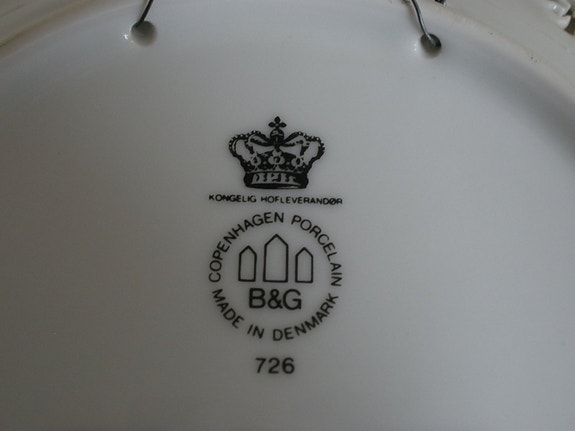 KONGELIG HOFLEVERANDØR
COPENHAGEN PORCELAIN
B&G
MADE IN DENMARK
726